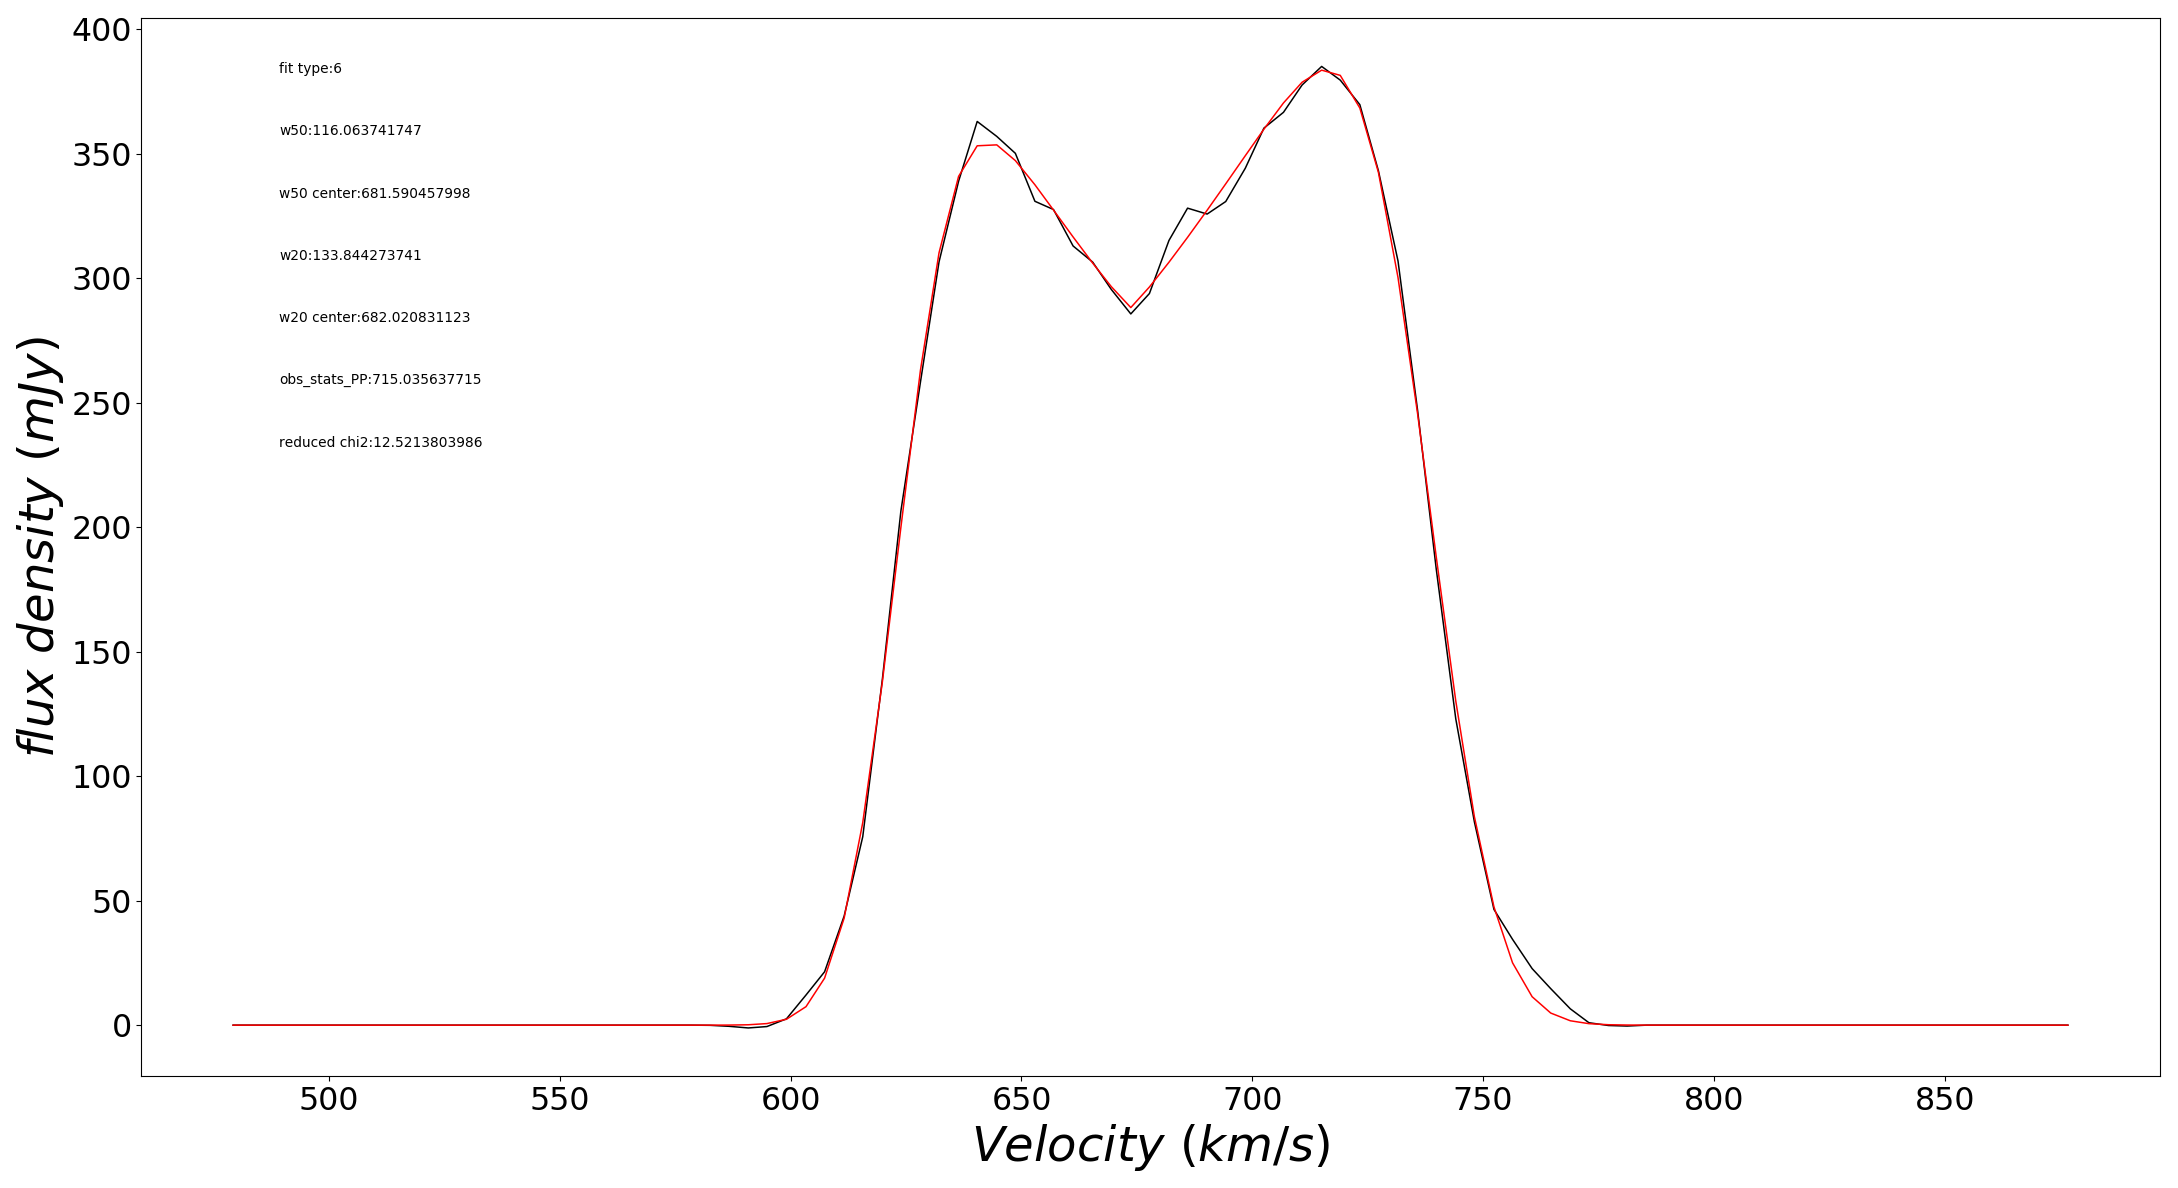 fit type:6
w50:116.063741747
w50 center:681.590457998
w20:133.844273741
w20 center:682.020831123
obs_stats_PP:715.035637715
reduced chi2:12.5213803986
flux density (mJy)
400
350
300
250
200
150
100
50
0
500 550 600 650 700 750 800 850
Velocity (km/s)